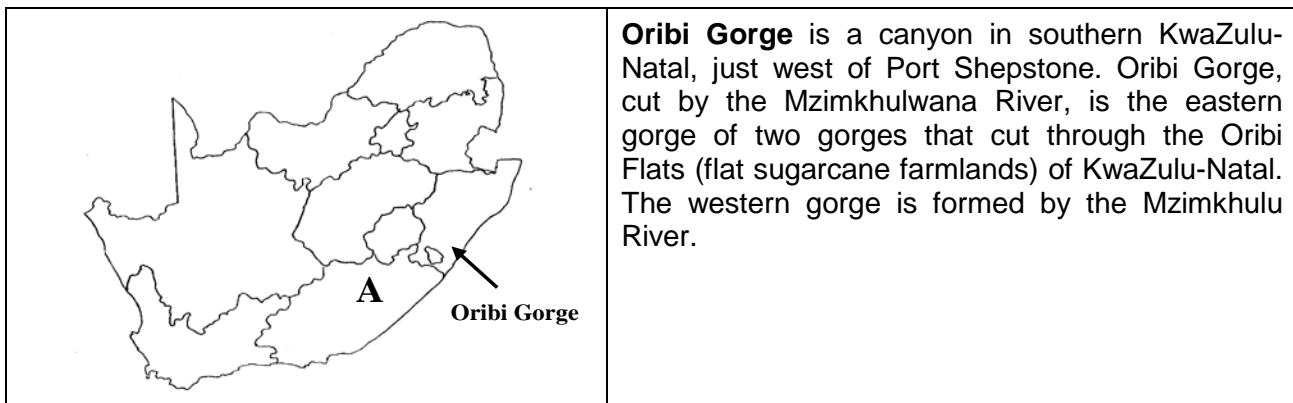 A
Oribi Gorge
Oribi Gorge is a canyon in southern KwaZulu-
Natal, just west of Port Shepstone. Oribi Gorge,
cut by the Mzimkhulwana River, is the eastern
gorge of two gorges that cut through the Oribi
Flats (flat sugarcane farmlands) of KwaZulu-Natal.
The western gorge is formed by the Mzimkhulu
River.